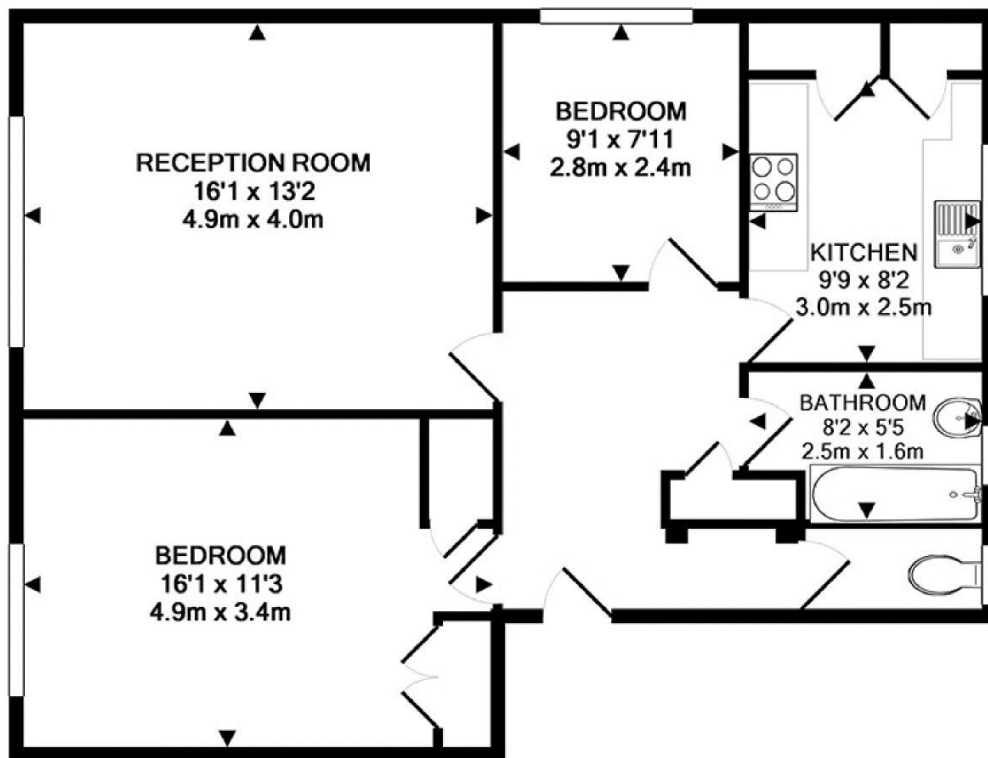 RECEPTION ROOM
16'1 x 13'2
4.9m x 4.0m
BEDROOM
9'1 x 7'11
2.8m x 2.4m
KITCHEN
9'9 x 8'2
3.0m x 2.5m
BATHROOM
8'2 x 5'5
2.5m x 1.6m
BEDROOM
16'1 x 11'3
4.9m x 3.4m